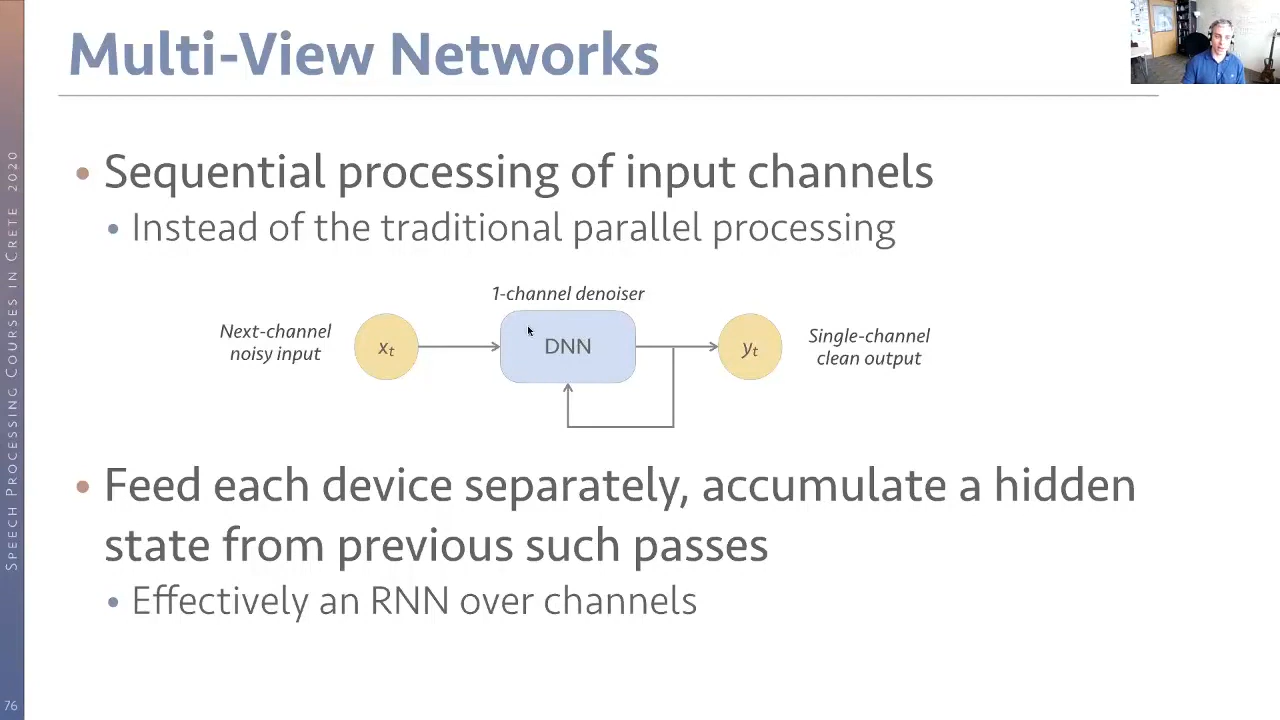 Multi-View Networks
• Sequential processing of input channels
• Instead of the traditional parallel processing
1-channel denoiser
Next-channel
noisy input
xₜ
DNN
yₜ
Single-channel
clean output
• Feed each device separately, accumulate a hidden
state from previous such passes
• Effectively an RNN over channels
SPEECH PROCESSING COURSES IN CRETE 2020
76